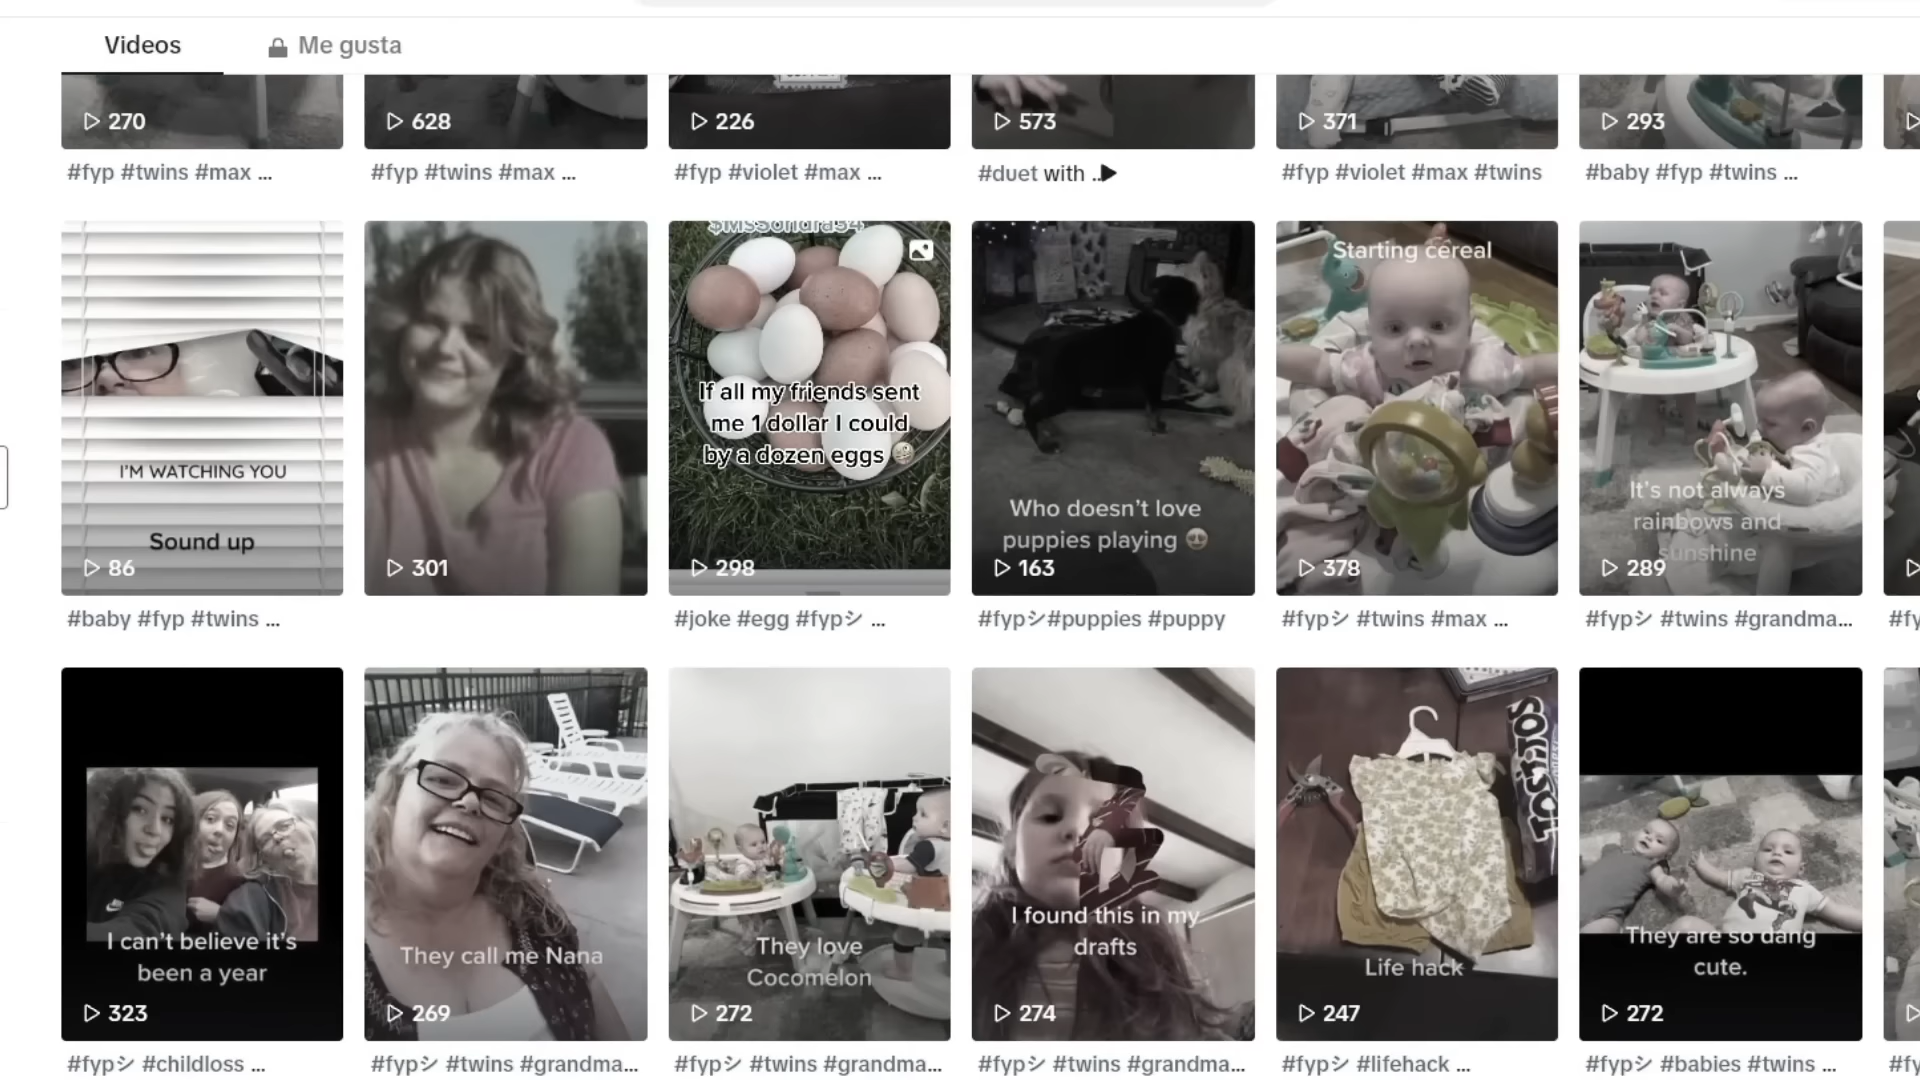 Videos
Me gusta
270
628
226
573
371
293
#fyp #twins #max ...
#fyp #twins #max ...
#fyp #violet #max ...
#duet with ..
#fyp #violet #max #twins
#baby #fyp #twins ...
I'M WATCHING YOU
Sound up
86
301
$MsSondra54
If all my friends sent
me 1 dollar I could
by a dozen eggs
298
Who doesn't love
puppies playing 😍
163
Starting cereal
378
It's not always
rainbows and
sunshine
289
#baby #fyp #twins ...
#joke #egg #fypシ ...
#fypシ#puppies #puppy
#fypシ #twins #max ...
#fypシ #twins #grandma...
#fy
I can't believe it's
been a year
323
They call me Nana
269
They love
Cocomelon
272
I found this in my
drafts
274
TOSTITOS
Life hack
247
They are so dang
cute.
272
#fypシ #childloss ...
#fypシ #twins #grandma...
#fypシ #twins #grandma...
#fypシ #twins #grandma...
#fypシ #lifehack ...
#fypシ #babies #twins ...
#fy